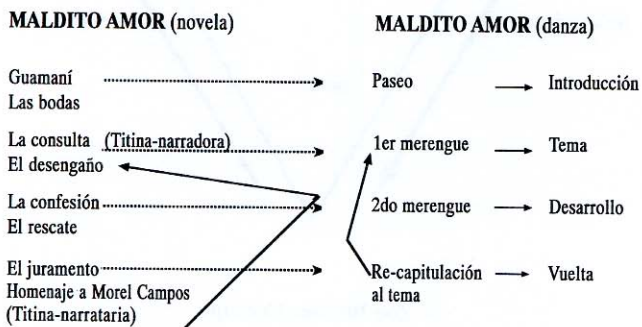 MALDITO AMOR (novela)
MALDITO AMOR (danza)
Guamaní
Paseo
Introducción
Las bodas
La consulta (Titina-narradora)
1er merengue
Tema
El desengaño
La confesión
2do merengue
Desarrollo
El rescate
El juramento
Re-capitulación
Vuelta
Homenaje a Morel Campos
al tema
(Titina-narrataria)